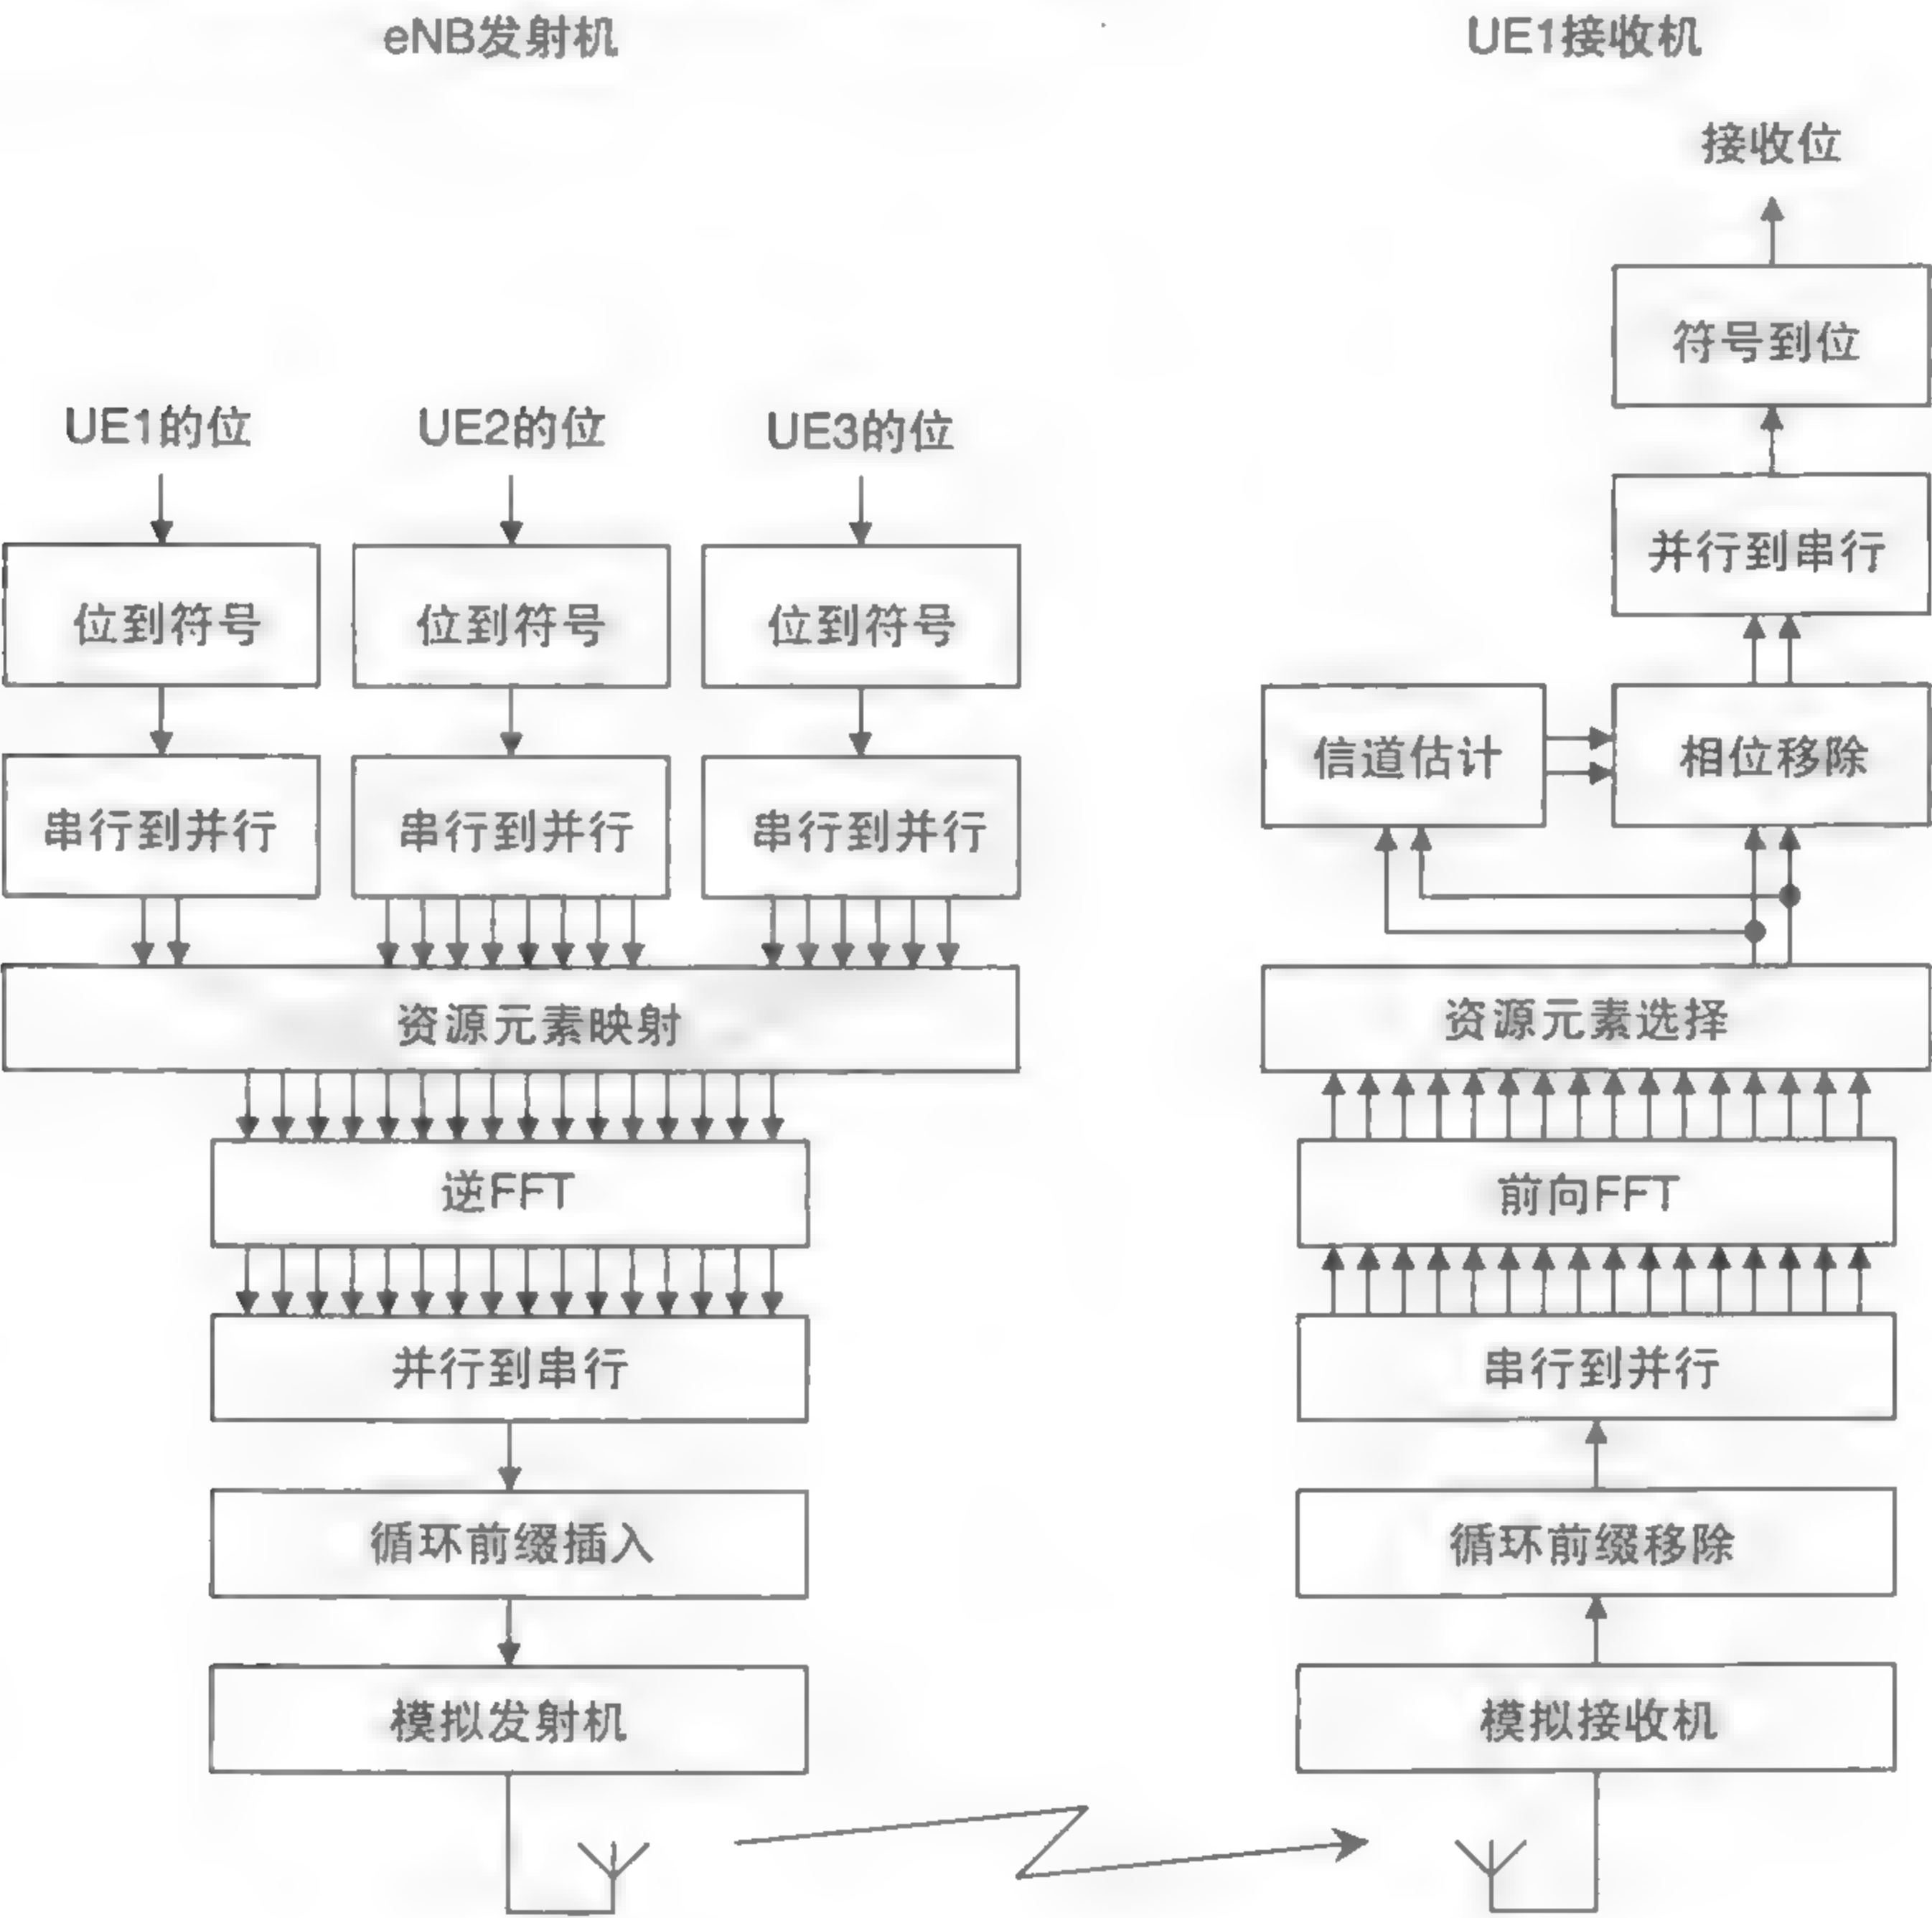 eNB发射机
UE1的位
UE2的位
UE3的位
位到符号
位到符号
位到符号
串行到并行
串行到并行
串行到并行
资源元素映射
逆FFT
并行到串行
循环前缀插入
模拟发射机
UE1接收机
接收位
符号到位
并行到串行
信道估计
相位移除
资源元素选择
前向FFT
串行到并行
循环前缀移除
模拟接收机